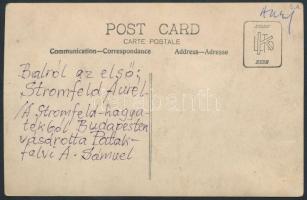 POST CARD
CARTE POSTALE
Communication—Correspondance
Address—Adresse
Balról az első:
Stromfeld Aurél
/A Stromfeld-hagya-
tékból Budapesten
vásárolta Pattak-
falvi A. Sámuel